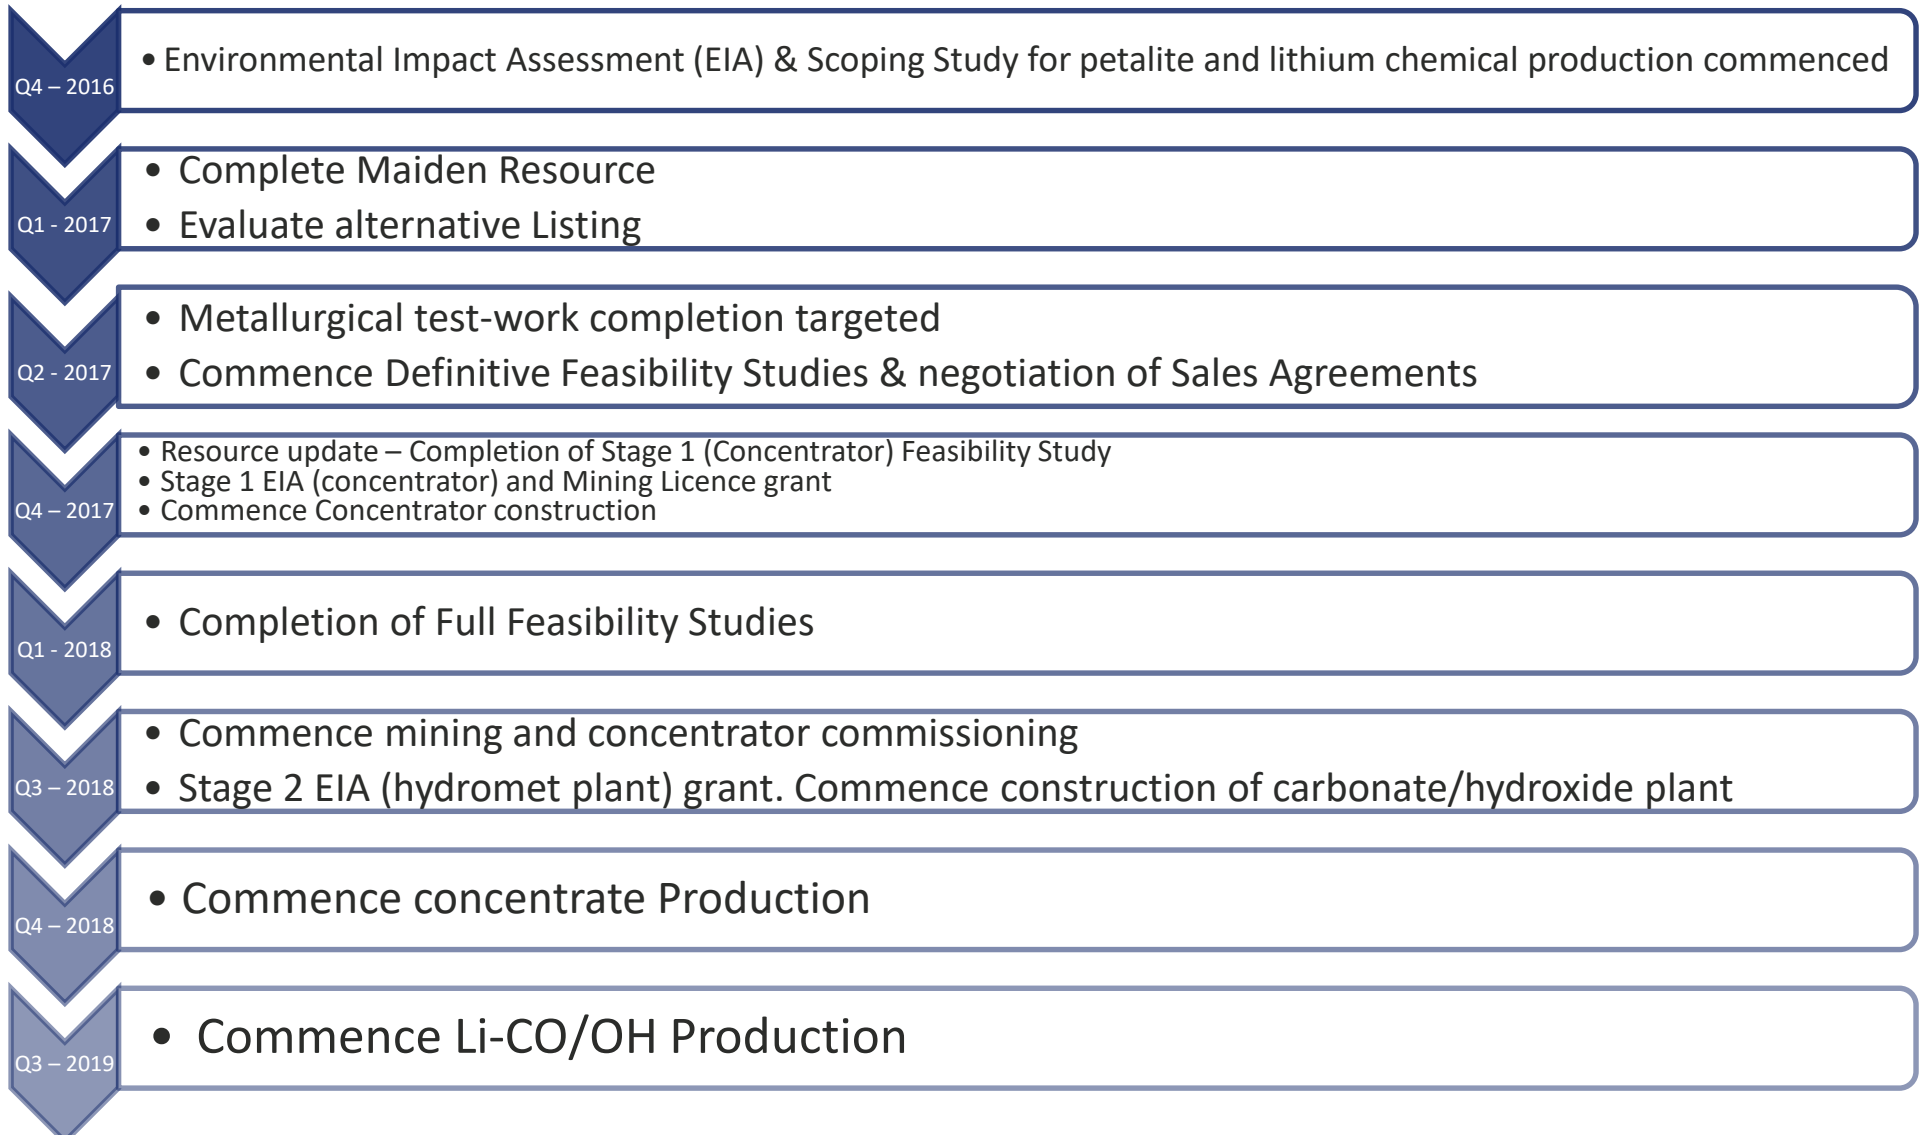 Q4 – 2016
• Environmental Impact Assessment (EIA) & Scoping Study for petalite and lithium chemical production commenced
Q1 - 2017
• Complete Maiden Resource
• Evaluate alternative Listing
Q2 - 2017
• Metallurgical test-work completion targeted
• Commence Definitive Feasibility Studies & negotiation of Sales Agreements
Q4 – 2017
• Resource update – Completion of Stage 1 (Concentrator) Feasibility Study
• Stage 1 EIA (concentrator) and Mining Licence grant
• Commence Concentrator construction
Q1 - 2018
• Completion of Full Feasibility Studies
Q3 – 2018
• Commence mining and concentrator commissioning
• Stage 2 EIA (hydromet plant) grant. Commence construction of carbonate/hydroxide plant
Q4 – 2018
• Commence concentrate Production
Q3 – 2019
• Commence Li-CO/OH Production